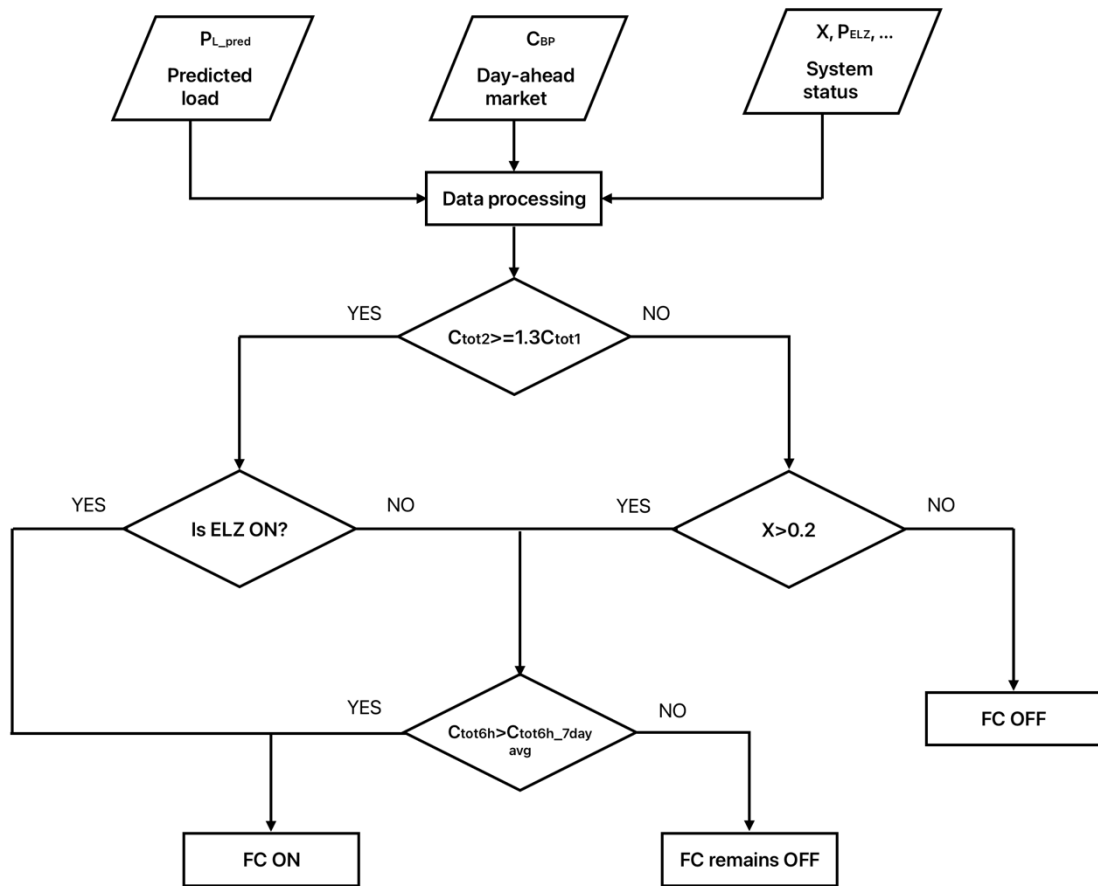 PL_pred
Predicted
load
CBP
Day-ahead
market
X, PELZ, ...
System
status
Data processing
YES
NO
Ctot2>=1.3Ctot1
YES
NO
YES
NO
Is ELZ ON?
X>0.2
YES
NO
Ctot6h>Ctot6h_7day
avg
FC OFF
FC ON
FC remains OFF